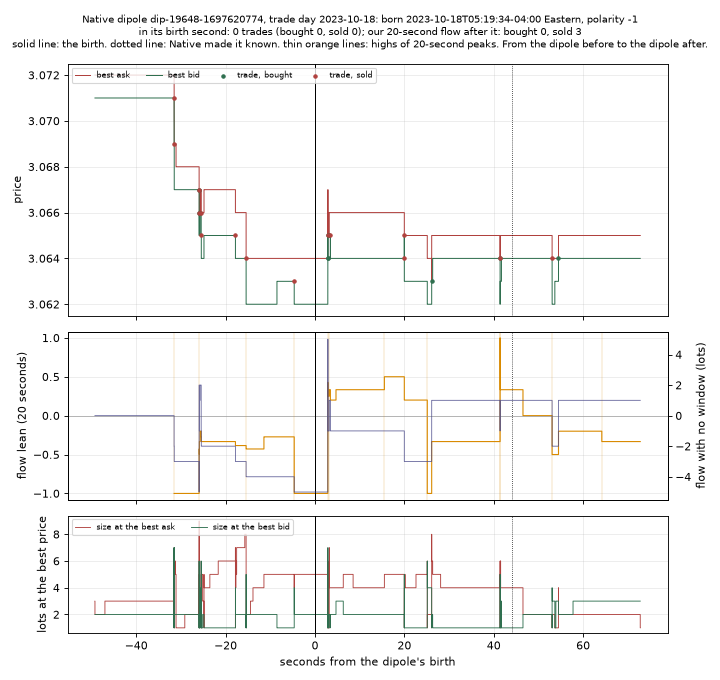 Native dipole dip-19648-1697620774, trade day 2023-10-18: born 2023-10-18T05:19:34-04:00 Eastern, polarity -1
in its birth second: 0 trades (bought 0, sold 0); our 20-second flow after it: bought 0, sold 3
solid line: the birth. dotted line: Native made it known. thin orange lines: highs of 20-second peaks. From the dipole before to the dipole after.
best ask
best bid
trade, bought
trade, sold
3.072
3.070
3.068
3.066
3.064
3.062
price
1.0
0.5
0.0
−0.5
−1.0
flow lean (20 seconds)
4
2
0
−2
−4
flow with no window (lots)
size at the best ask
size at the best bid
8
6
4
2
lots at the best price
−40
−20
0
20
40
60
seconds from the dipole's birth